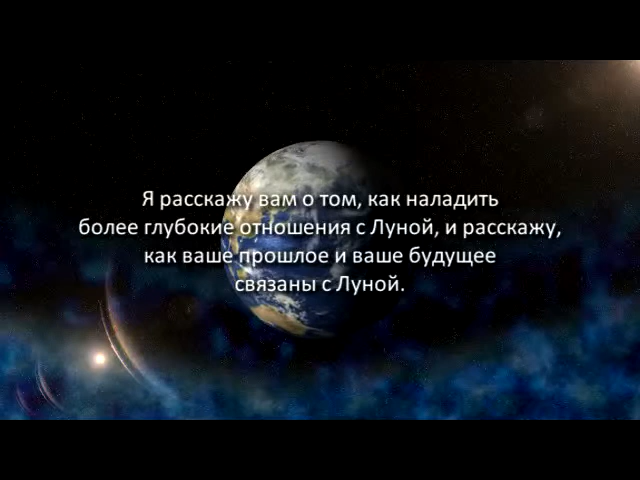 Я расскажу вам о том, как наладить
более глубокие отношения с Луной, и расскажу,
как ваше прошлое и ваше будущее
связаны с Луной.